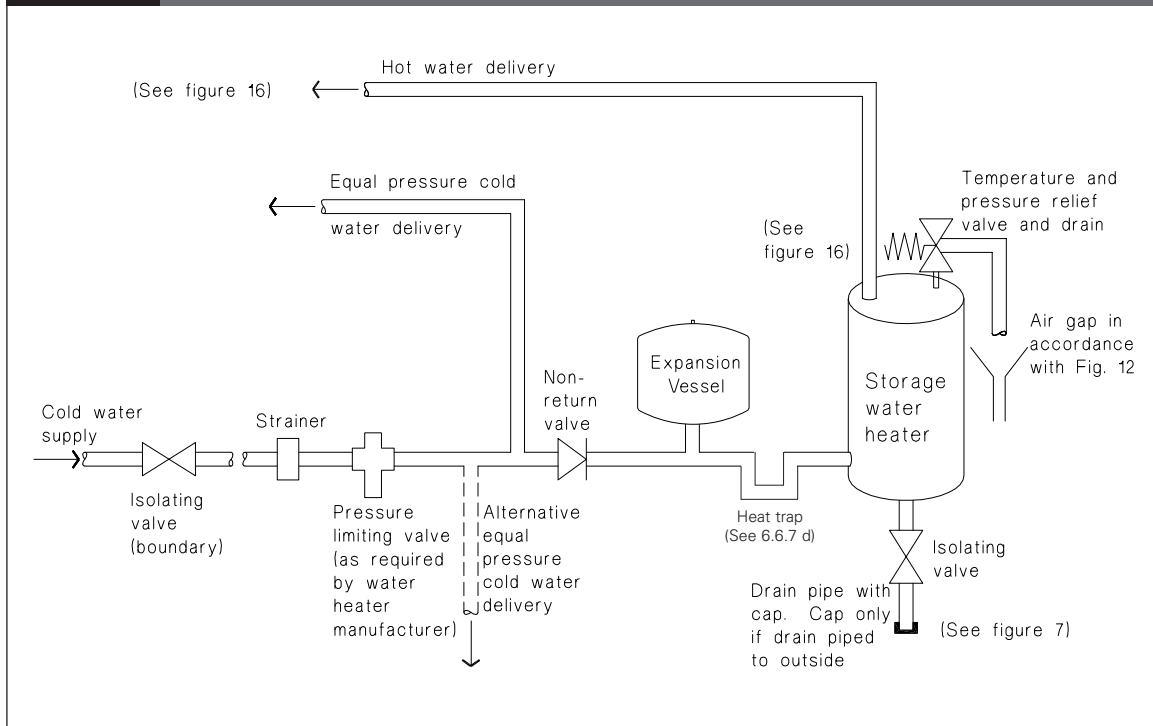 Hot water delivery
(See figure 16)
Equal pressure cold
water delivery
Temperature and
pressure relief
valve and drain
(See
figure 16)
Air gap in
accordance
with Fig. 12
Expansion
Vessel
Storage
water
heater
Non-
return
valve
Cold water
supply
Strainer
Isolating
valve
(boundary)
Pressure
limiting valve
(as required
by water
heater
manufacturer)
Alternative
equal
pressure
cold water
delivery
Heat trap
(See 6.6.7 d)
Isolating
valve
Drain pipe with
cap. Cap only
if drain piped
to outside
(See figure 7)